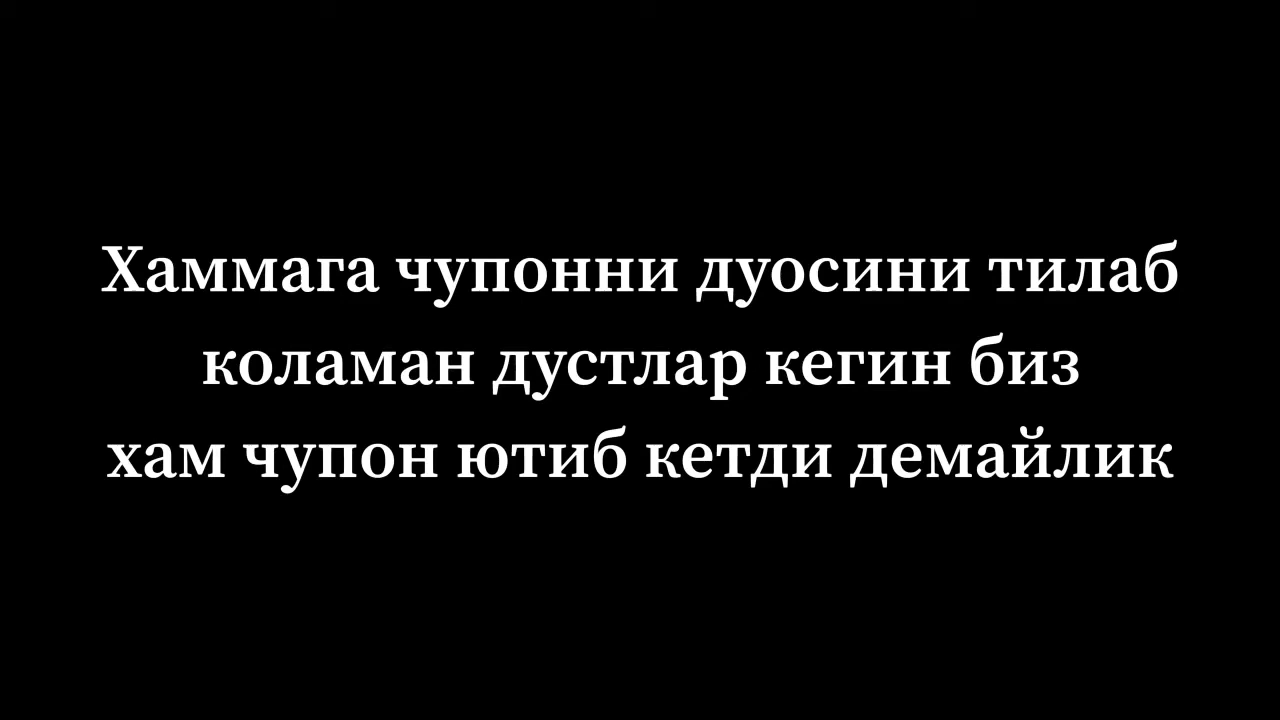 Хаммага чупонни дуосини тилаб
коламан дустлар кегин биз
хам чупон ютиб кетди демайлик